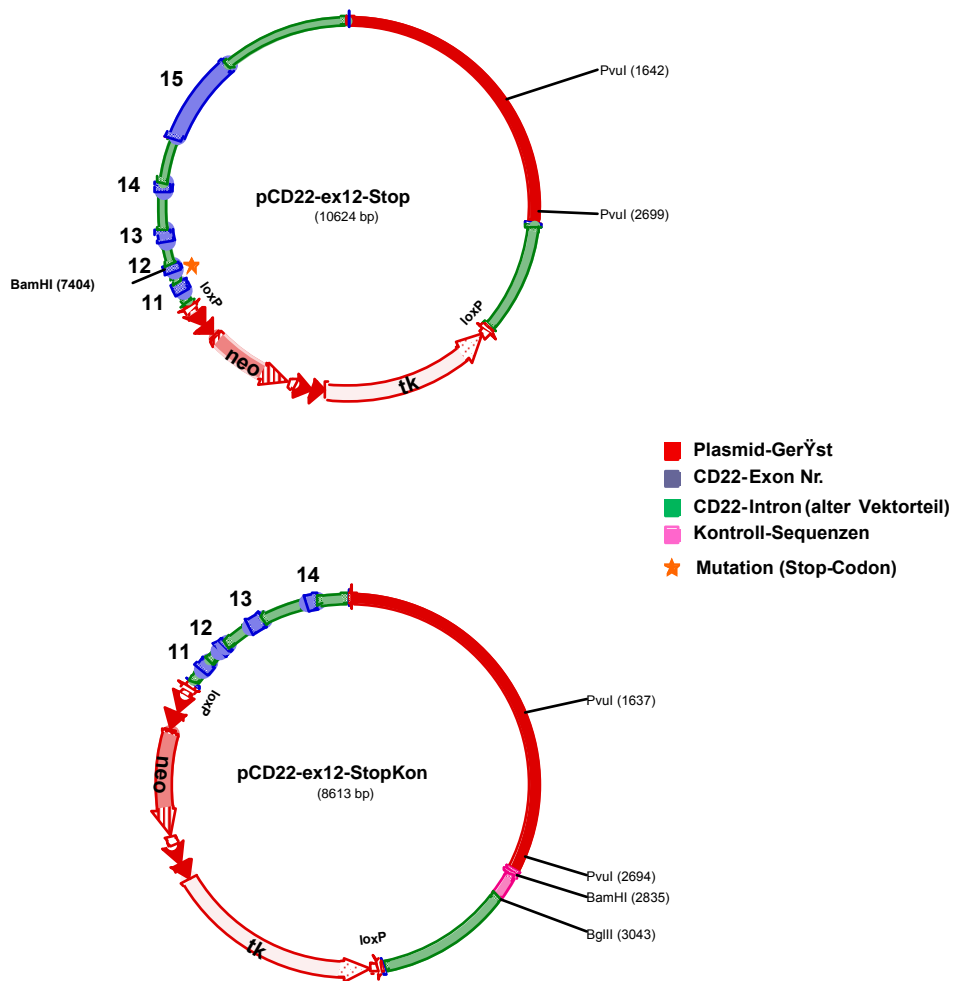 15
PvuI (1642)
14
pCD22-ex12-Stop
(10624 bp)
PvuI (2699)
13
12
BamHI (7404)
11
loxP
loxP
neo
tk
Plasmid-GerŸst
CD22-Exon Nr.
CD22-Intron (alter Vektorteil)
Kontroll-Sequenzen
Mutation (Stop-Codon)
14
13
12
11
loxP
PvuI (1637)
neo
pCD22-ex12-StopKon
(8613 bp)
PvuI (2694)
BamHI (2835)
BglII (3043)
loxP
tk